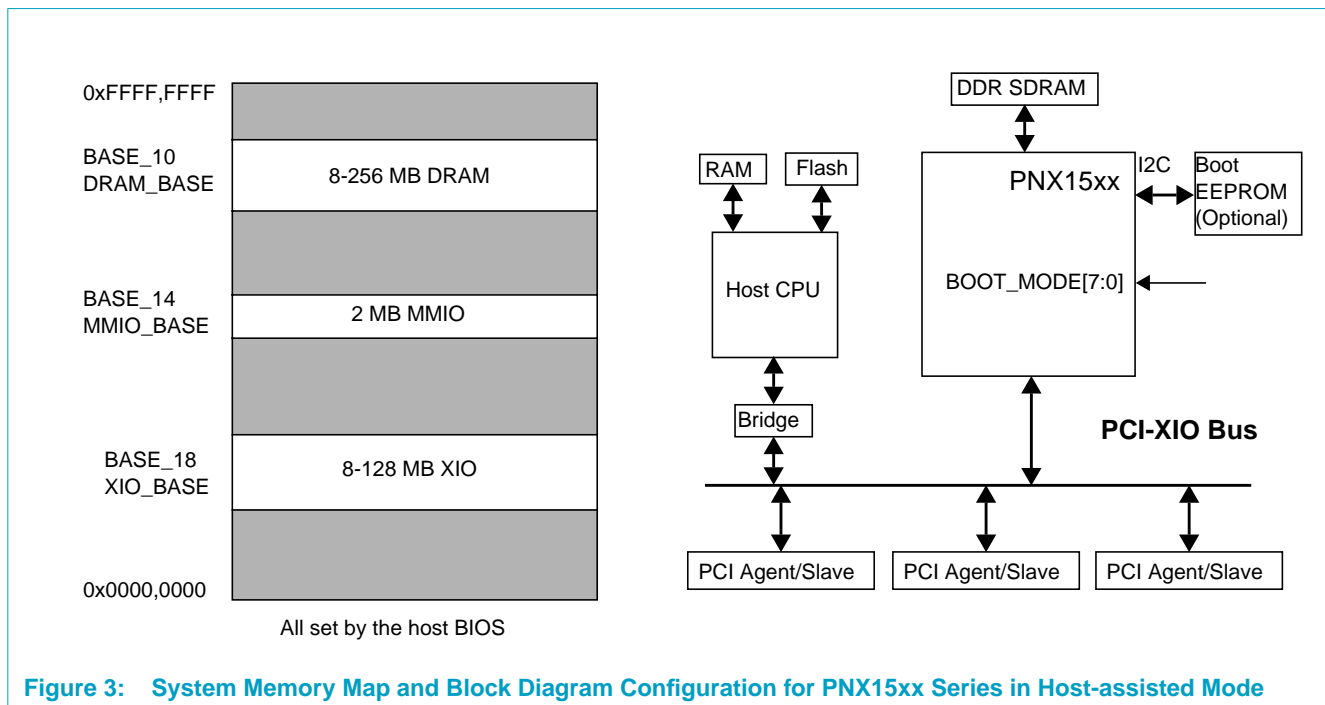 0xFFFF,FFFF
BASE_10
DRAM_BASE
8-256 MB DRAM
BASE_14
MMIO_BASE
2 MB MMIO
BASE_18
XIO_BASE
8-128 MB XIO
0x0000,0000
All set by the host BIOS
DDR SDRAM
RAM
Flash
PNX15xx
I2C
Boot
EEPROM
(Optional)
Host CPU
BOOT_MODE[7:0]
Bridge
PCI-XIO Bus
PCI Agent/Slave
PCI Agent/Slave
PCI Agent/Slave
Figure 3: System Memory Map and Block Diagram Configuration for PNX15xx Series in Host-assisted Mode